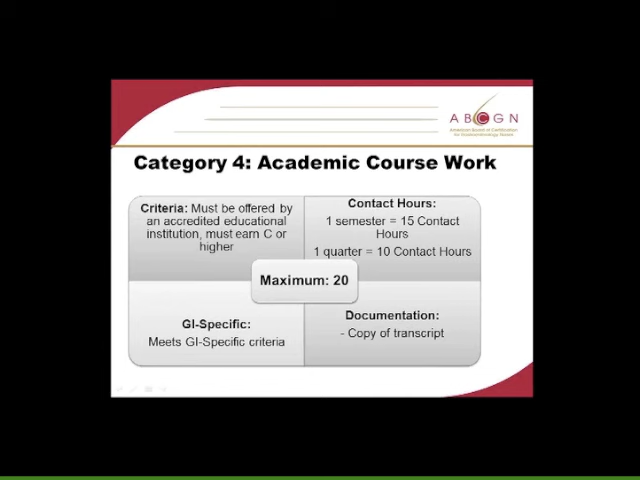 ABCGN
American Board of Certification
for Gastroenterology Nurses
Category 4: Academic Course Work
Criteria: Must be offered by
an accredited educational
institution, must earn C or
higher
Contact Hours:
1 semester = 15 Contact
Hours
1 quarter = 10 Contact Hours
Maximum: 20
GI-Specific:
Meets GI-Specific criteria
Documentation:
- Copy of transcript